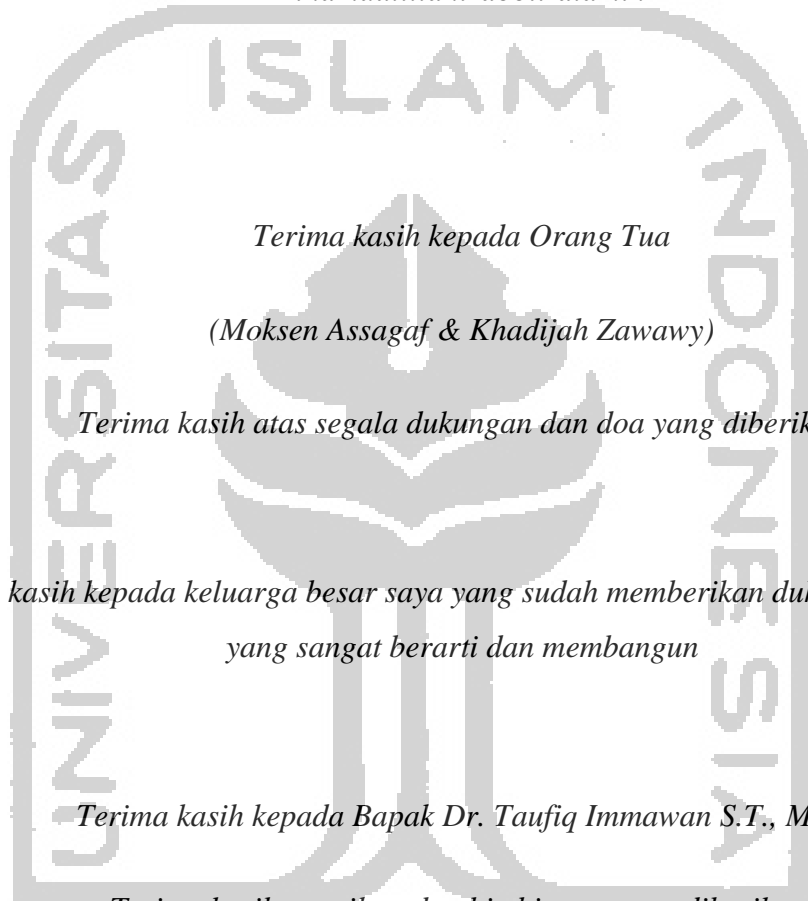 ISLAM
UNIVERSITAS
INDONESIA
Terima kasih kepada Orang Tua
(Moksen Assagaf & Khadijah Zawawy)
Terima kasih atas segala dukungan dan doa yang
kasih kepada keluarga besar saya yang sudah memberikan
yang sangat berarti dan membangun
Terima kasih kepada Bapak Dr. Taufiq Immawan S.T.,